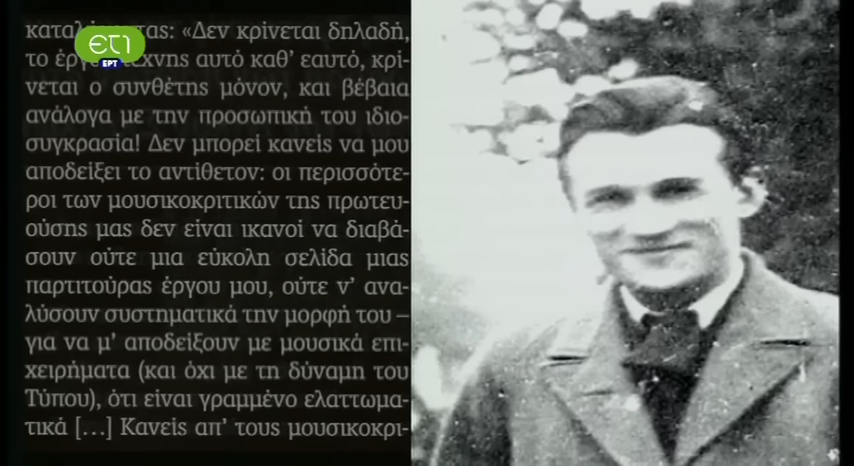 ΕΤ1
ΕΡΤ
τας: «Δεν κρίνεται δηλαδή,
το τέχνης αυτό καθ' εαυτό, κρί-
νεται ο συνθέτης μόνον, και βέβαια
ανάλογα με την προσωπική του ιδιο-
συγκρασία! Δεν μπορεί κανείς να μου
αποδείξει το αντίθετον: οι περισσότε-
ροι των μουσικοκριτικών της πρωτευ-
ούσης μας δεν είναι ικανοί να διαβά-
σουν ούτε μια εύκολη σελίδα μιας
παρτιτούρας έργου μου, ούτε ν' ανα-
λύσουν συστηματικά την μορφή του –
για να μ' αποδείξουν με μουσικά επι-
χειρήματα (και όχι με τη δύναμη του
Τύπου), ότι είναι γραμμένο ελαττωμα-
τικά [...] Κανείς απ' τους μουσικοκρι-